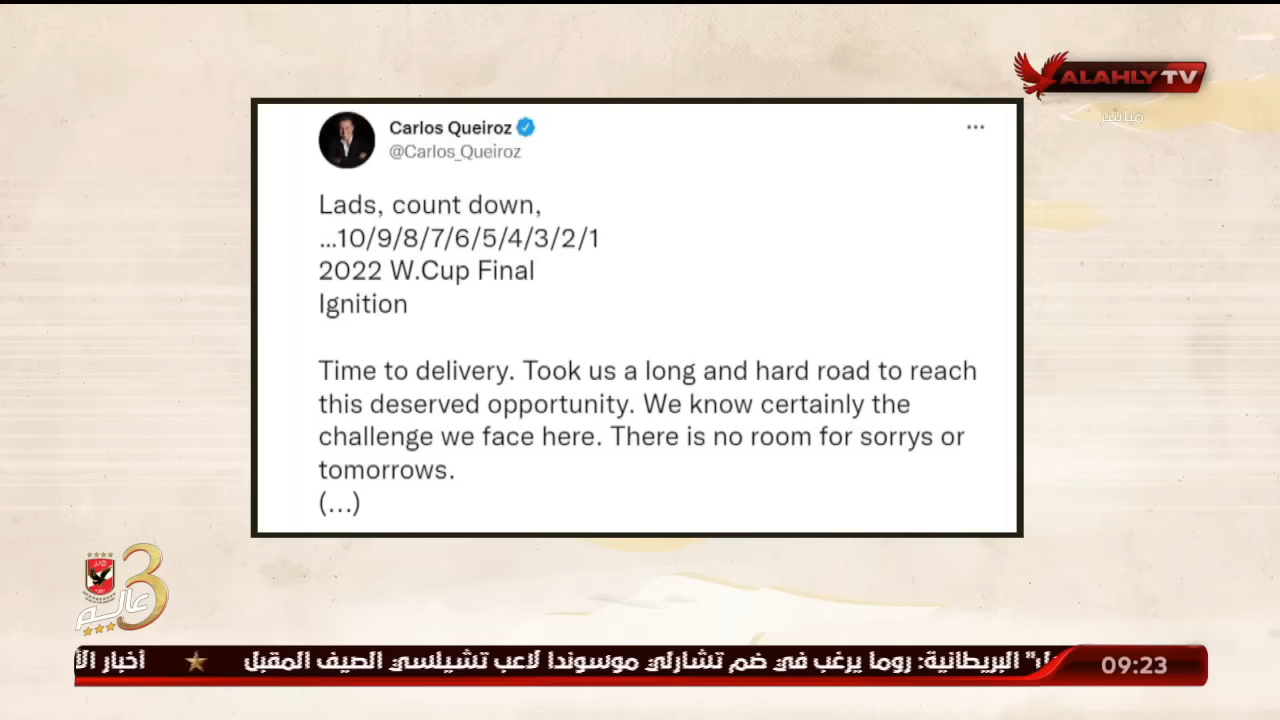 ALAHLY TV
مباشر
Carlos Queiroz
@Carlos_Queiroz
Lads, count down,
...10/9/8/7/6/5/4/3/2/1
2022 W.Cup Final
Ignition
Time to delivery. Took us a long and hard road to reach
this deserved opportunity. We know certainly the
challenge we face here. There is no room for sorrys or
tomorrows.
(...)
3
عالم
البريطانية: روما يرغب في ضم تشارلي موسوندا لاعب تشيلسي الصيف المقبل ★ أخبار
09:23